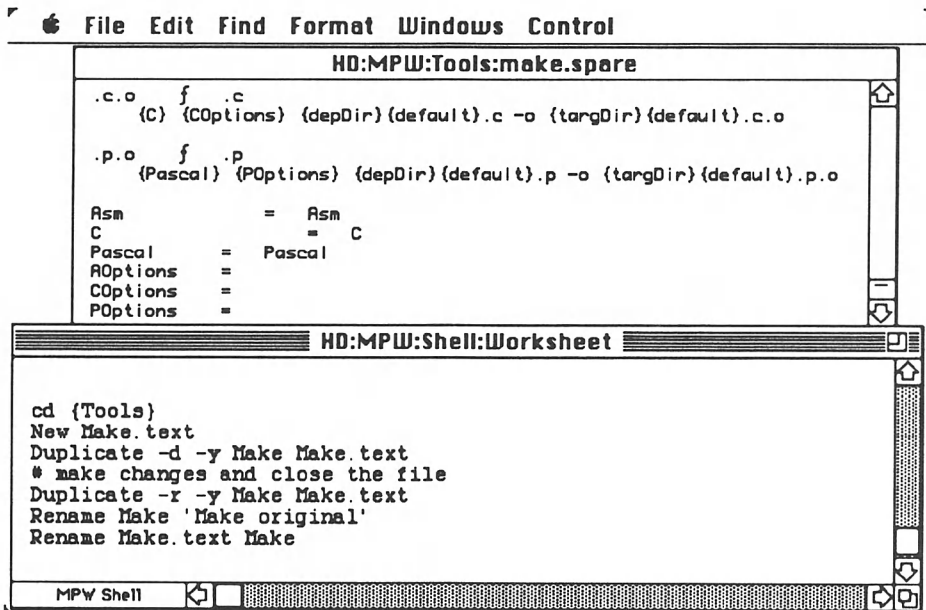 File Edit Find Format Windows Control
HD:MPW:Tools:make.spare
.c.o ƒ .c
{C} {COptions} {depDir}{default}.c -o {targDir}{default}.c.o
.p.o ƒ .p
{Pascal} {POptions} {depDir}{default}.p -o {targDir}{default}.p.o
Asm = Asm
C = C
Pascal = Pascal
AOptions =
COptions =
POptions =
HD:MPW:Shell:Worksheet
cd {Tools}
New Make.text
Duplicate -d -y Make Make.text
# make changes and close the file
Duplicate -r -y Make Make.text
Rename Make 'Make original'
Rename Make.text Make
MPW Shell